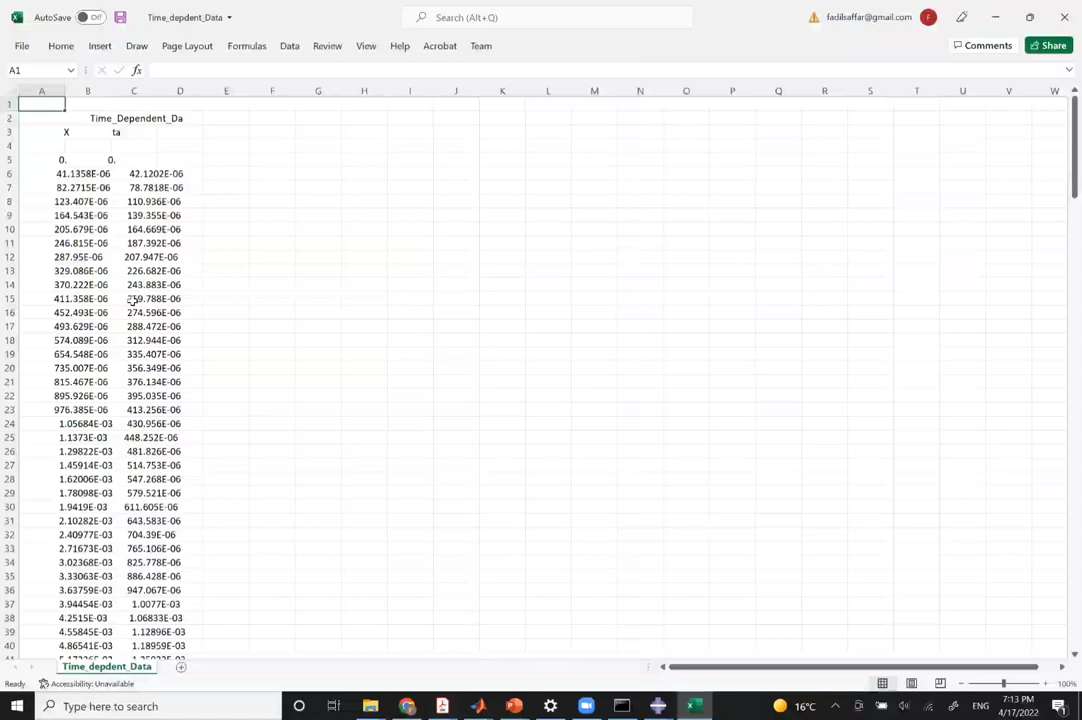 AutoSave Off Time_depdent_Data Search (Alt+Q) fadilsaffar@gmail.com F
File Home Insert Draw Page Layout Formulas Data Review View Help Acrobat Team Comments Share
A1 fx
A B C D E F G H I J K L M N O P Q R S T U V W
1
2 Time_Dependent_Da
3 X ta
4
5 0. 0.
6 41.1358E-06 42.1202E-06
7 82.2715E-06 78.7818E-06
8 123.407E-06 110.936E-06
9 164.543E-06 139.355E-06
10 205.679E-06 164.669E-06
11 246.815E-06 187.392E-06
12 287.95E-06 207.947E-06
13 329.086E-06 226.682E-06
14 370.222E-06 243.883E-06
15 411.358E-06 259.788E-06
16 452.493E-06 274.596E-06
17 493.629E-06 288.472E-06
18 574.089E-06 312.944E-06
19 654.548E-06 335.407E-06
20 735.007E-06 356.349E-06
21 815.467E-06 376.134E-06
22 895.926E-06 395.035E-06
23 976.385E-06 413.256E-06
24 1.05684E-03 430.956E-06
25 1.1373E-03 448.252E-06
26 1.29822E-03 481.826E-06
27 1.45914E-03 514.753E-06
28 1.62006E-03 547.268E-06
29 1.78098E-03 579.521E-06
30 1.9419E-03 611.605E-06
31 2.10282E-03 643.583E-06
32 2.40977E-03 704.39E-06
33 2.71673E-03 765.106E-06
34 3.02368E-03 825.778E-06
35 3.33063E-03 886.428E-06
36 3.63759E-03 947.067E-06
37 3.94454E-03 1.0077E-03
38 4.2515E-03 1.06833E-03
39 4.55845E-03 1.12896E-03
40 4.86541E-03 1.18959E-03
Time_depdent_Data
Ready Accessibility: Unavailable 100%
Type here to search 16°C ENG 7:13 PM
4/17/2022 1